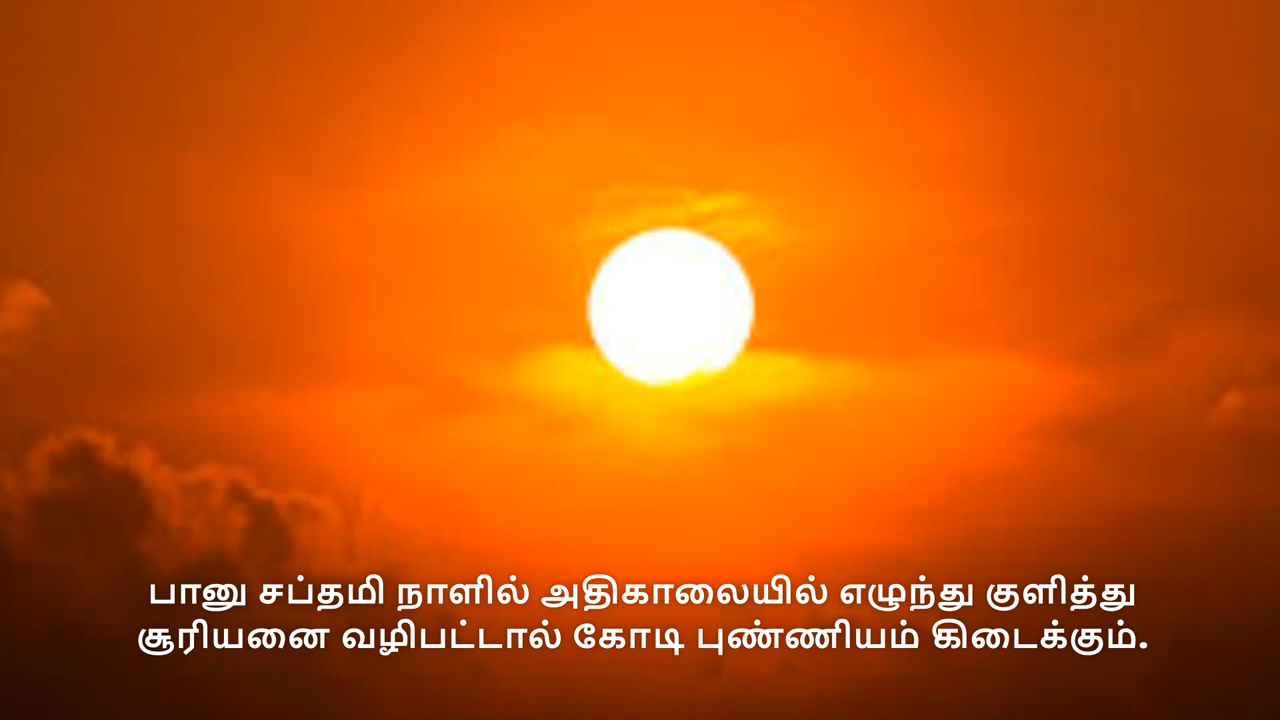 பானு சப்தமி நாளில் அதிகாலையில் எழுந்து குளித்து
சூரியனை வழிபட்டால் கோடி புண்ணியம் கிடைக்கும்.